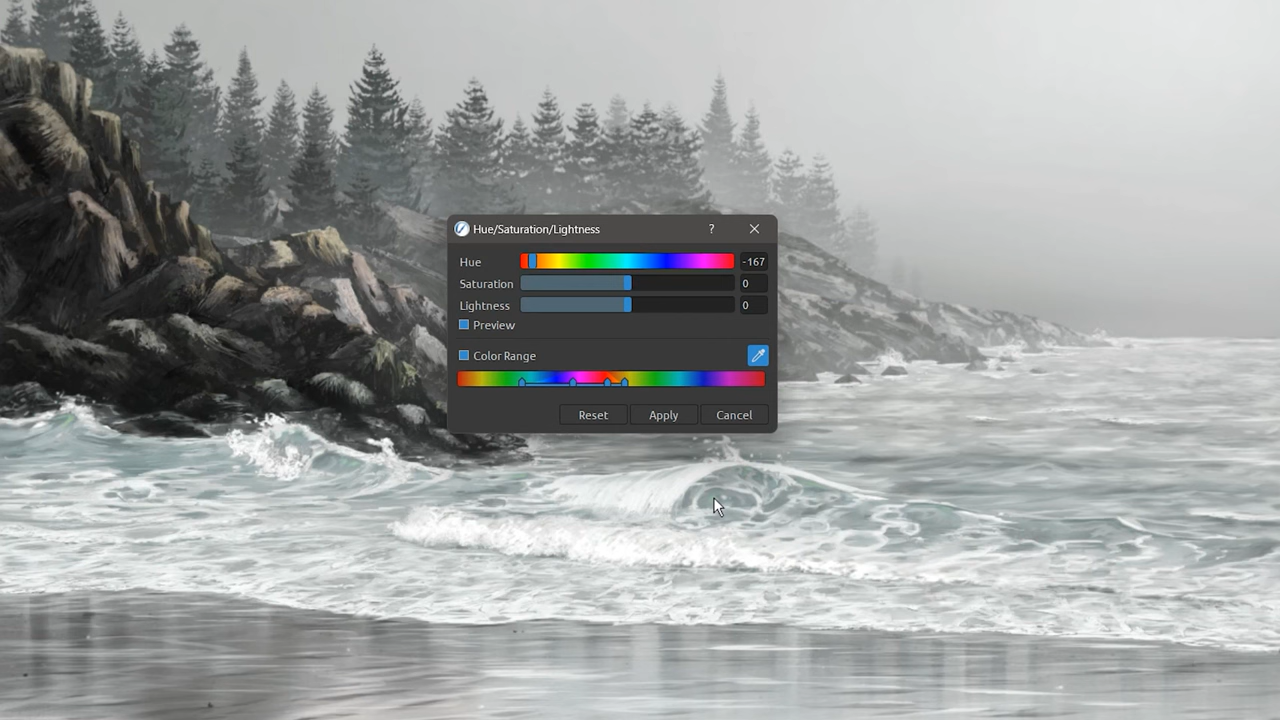 Hue/Saturation/Lightness ?
Hue -167
Saturation 0
Lightness 0
Preview
Color Range
Reset Apply Cancel